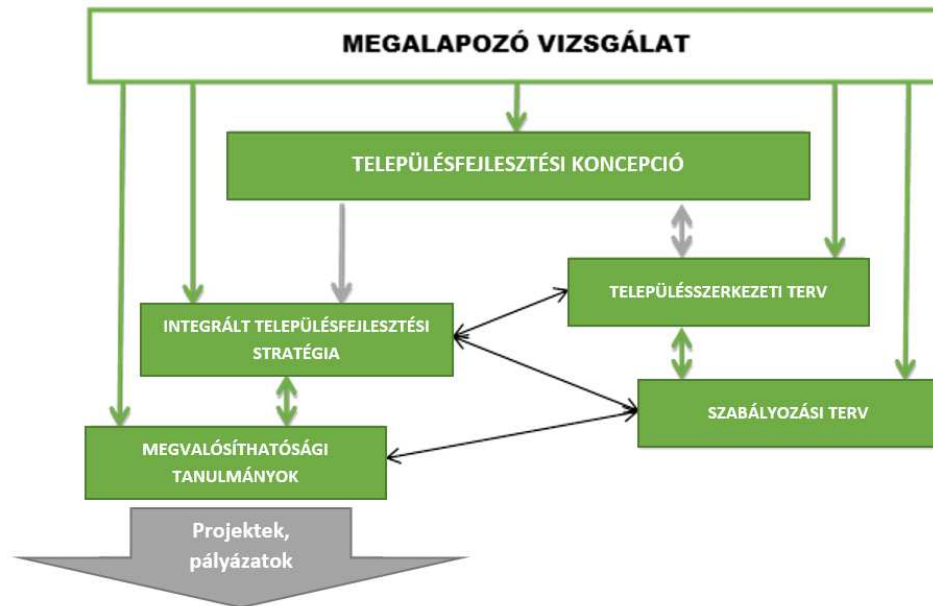 MEGALAPOZÓ VIZSGÁLAT
TELEPÜLÉSFEJLESZTÉSI KONCEPCIÓ
TELEPÜLÉSSZERKEZETI TERV
INTEGRÁLT TELEPÜLÉSFEJLESZTÉSI
STRATÉGIA
SZABÁLYOZÁSI TERV
MEGVALÓSÍTHATÓSÁGI
TANULMÁNYOK
Projektek,
pályázatok